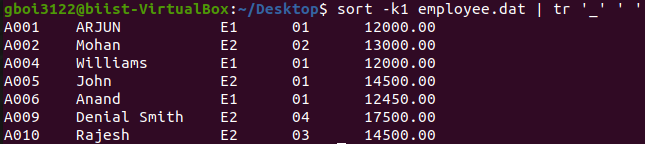 gboi3122@biist-VirtualBox:~/Desktop$ sort -k1 employee.dat | tr '_' ' '
A001    ARJUN           E1      01      12000.00
A002    Mohan           E2      02      13000.00
A004    Williams        E1      01      12000.00
A005    John            E2      01      14500.00
A006    Anand           E1      01      12450.00
A009    Denial Smith    E2      04      17500.00
A010    Rajesh          E2      03      14500.00